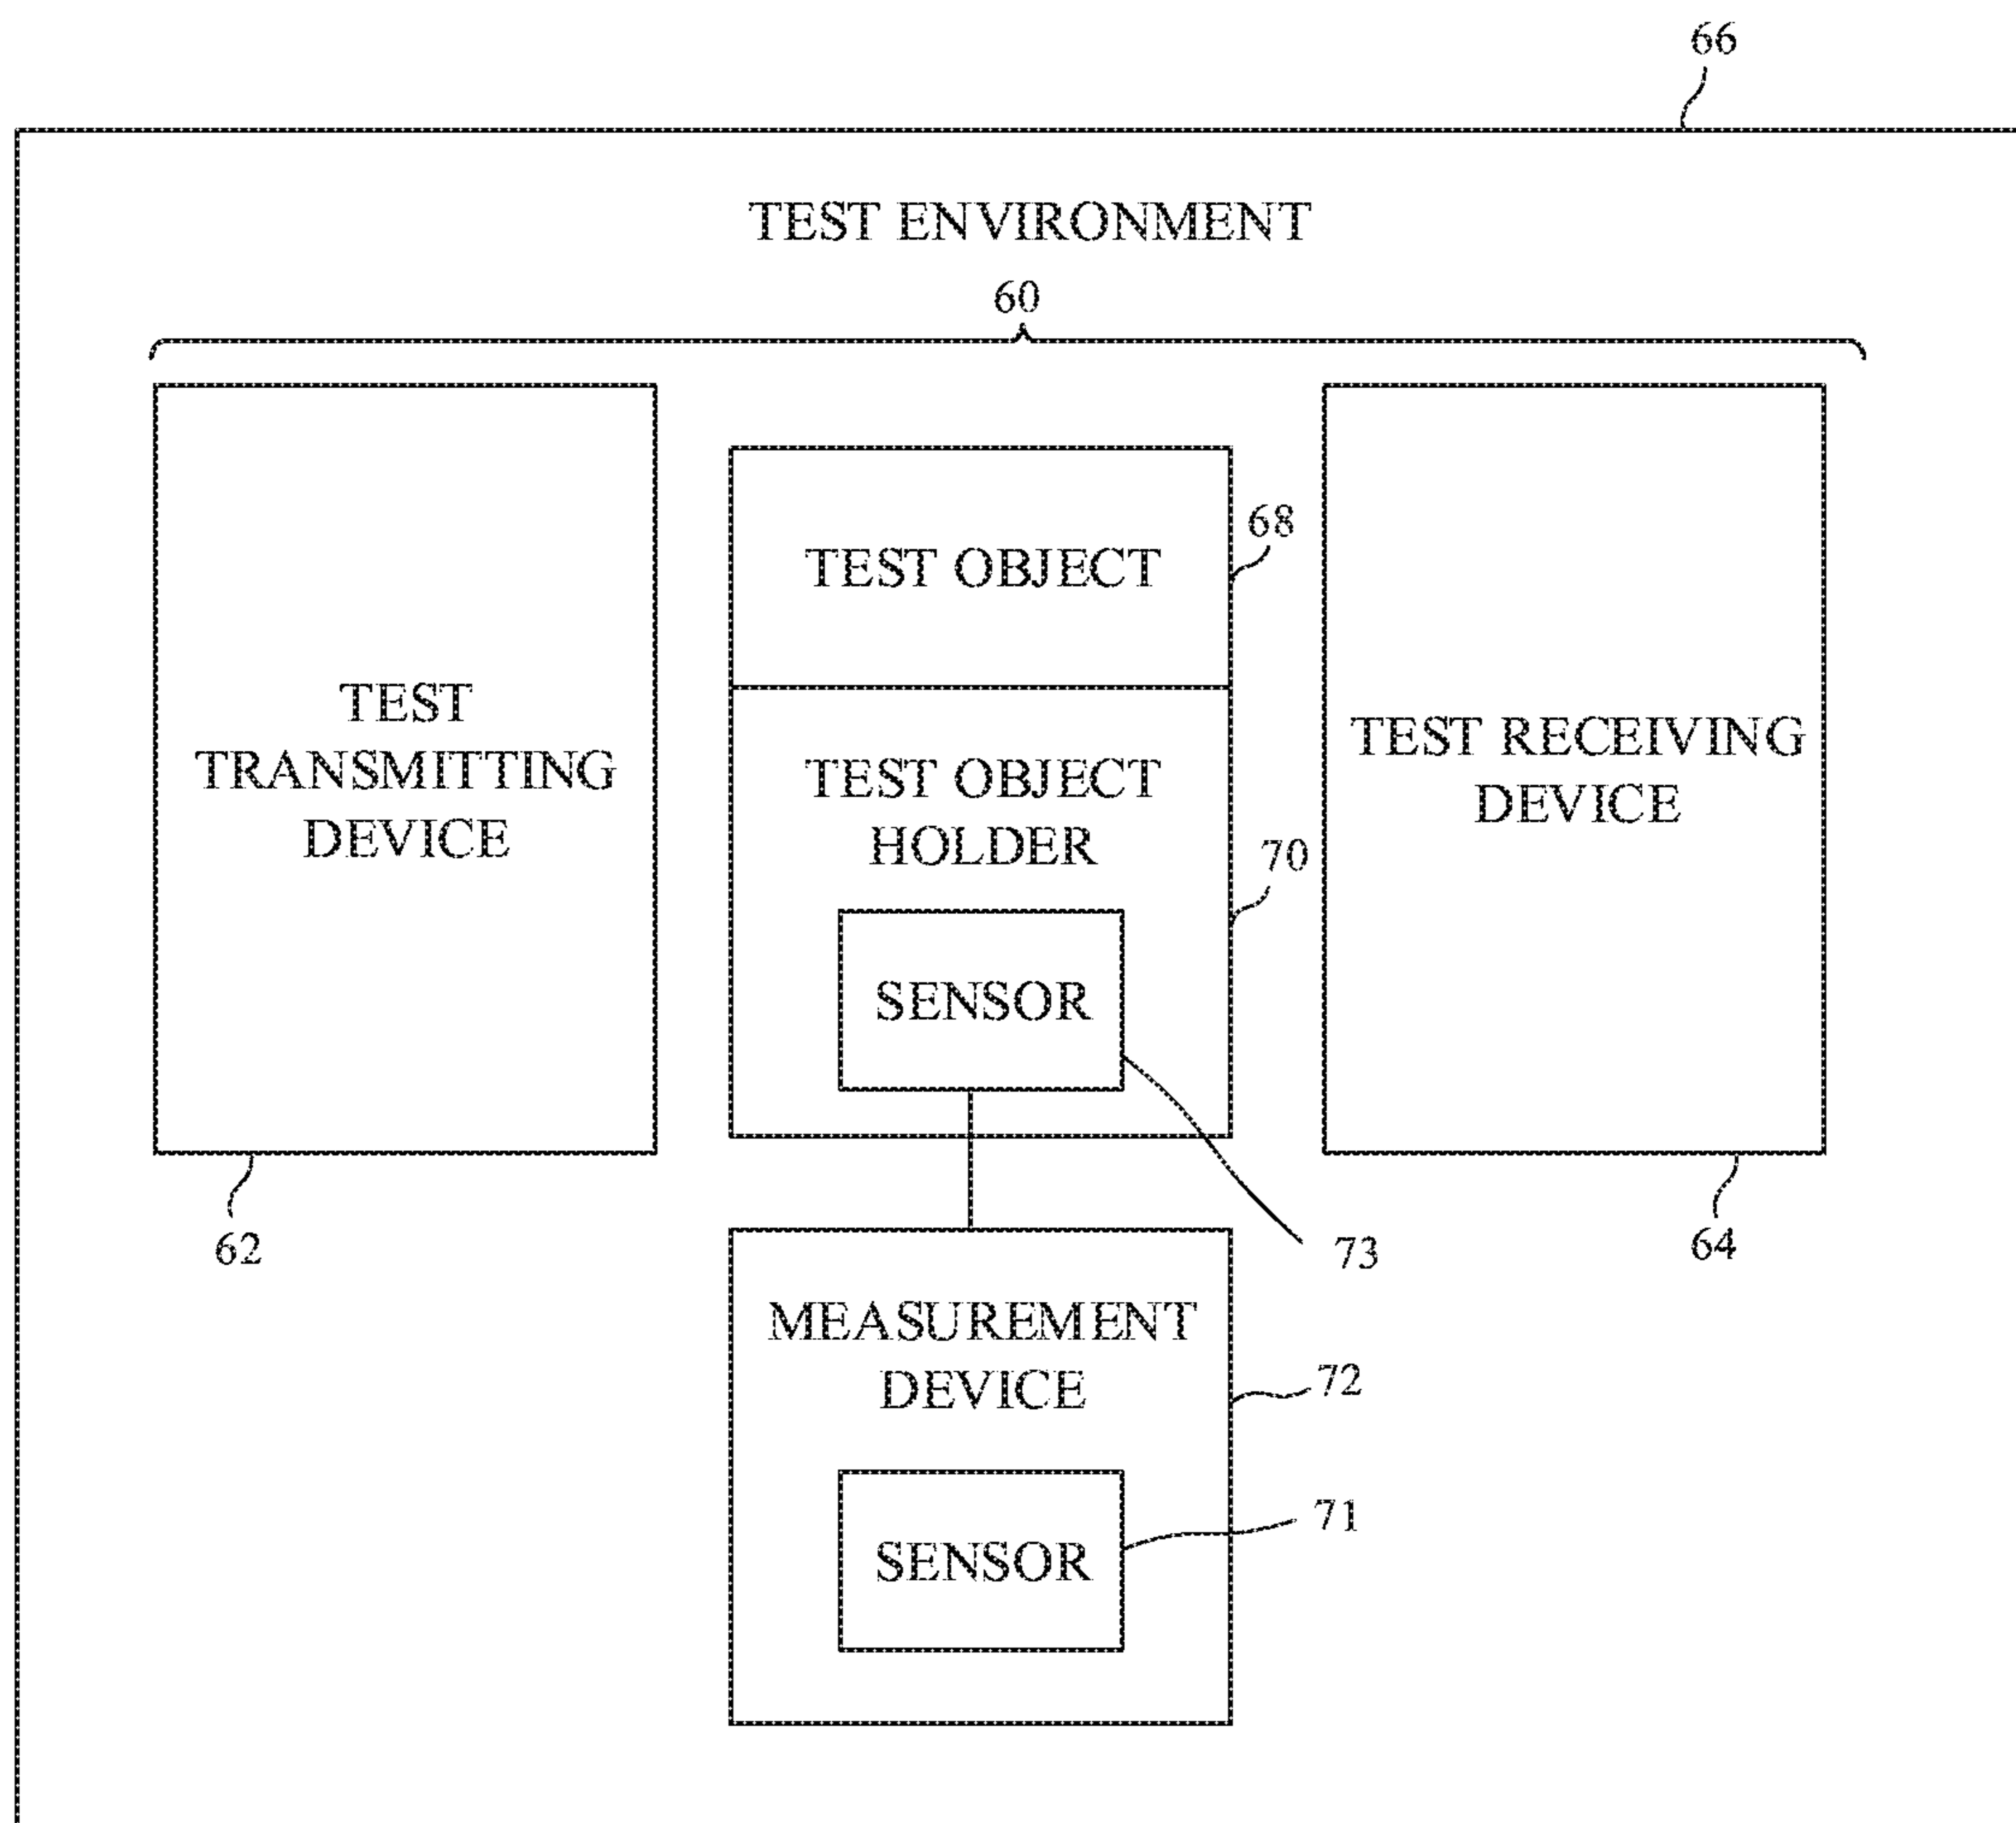 66
TEST ENVIRONMENT
60
TEST
TRANSMITTING
DEVICE
62
TEST OBJECT
68
TEST OBJECT
HOLDER
70
SENSOR
73
TEST RECEIVING
DEVICE
64
MEASUREMENT
DEVICE
72
SENSOR
71